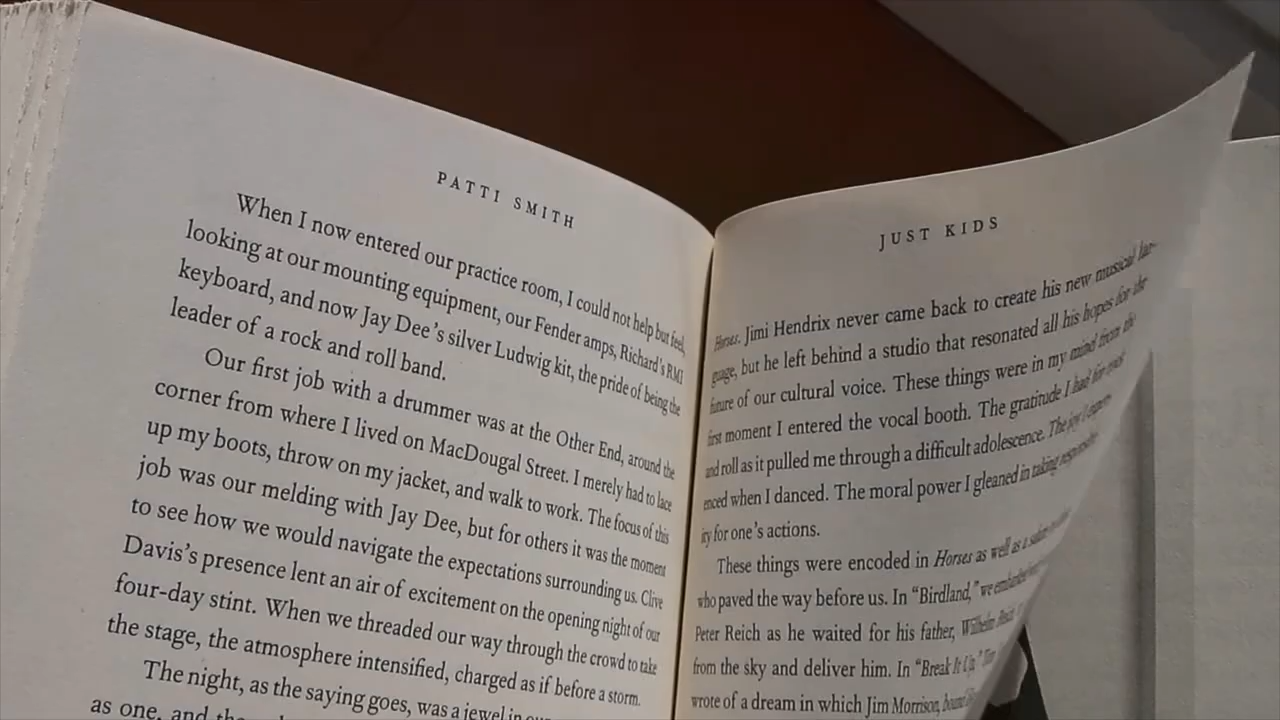 PATTI SMITH
When I now entered our practice room, I could not help but feel,
looking at our mounting equipment, our Fender amps, Richard's RMI
keyboard, and now Jay Dee's silver Ludwig kit, the pride of being the
leader of a rock and roll band.
Our first job with a drummer was at the Other End, around the
corner from where I lived on MacDougal Street. I merely had to lace
up my boots, throw on my jacket, and walk to work. The focus of this
job was our melding with Jay Dee, but for others it was the moment
to see how we would navigate the expectations surrounding us. Clive
Davis's presence lent an air of excitement on the opening night of our
four-day stint. When we threaded our way through the crowd to take
the stage, the atmosphere intensified, charged as if before a storm.
The night, as the saying goes, was a jewel in our
as one, and
JUST KIDS
Horses. Jimi Hendrix never came back to create his new musical lan-
guage, but he left behind a studio that resonated all his hopes for the
future of our cultural voice. These things were in my mind from the
first moment I entered the vocal booth. The gratitude I had for rock
and roll as it pulled me through a difficult adolescence. The joy I experi-
enced when I danced. The moral power I gleaned in taking responsibil-
ity for one's actions.
These things were encoded in Horses as well as a salute to
who paved the way before us. In "Birdland," we embarked
Peter Reich as he waited for his father, Wilhelm Reich,
from the sky and deliver him. In "Break It Up," Tom
wrote of a dream in which Jim Morrison, bound